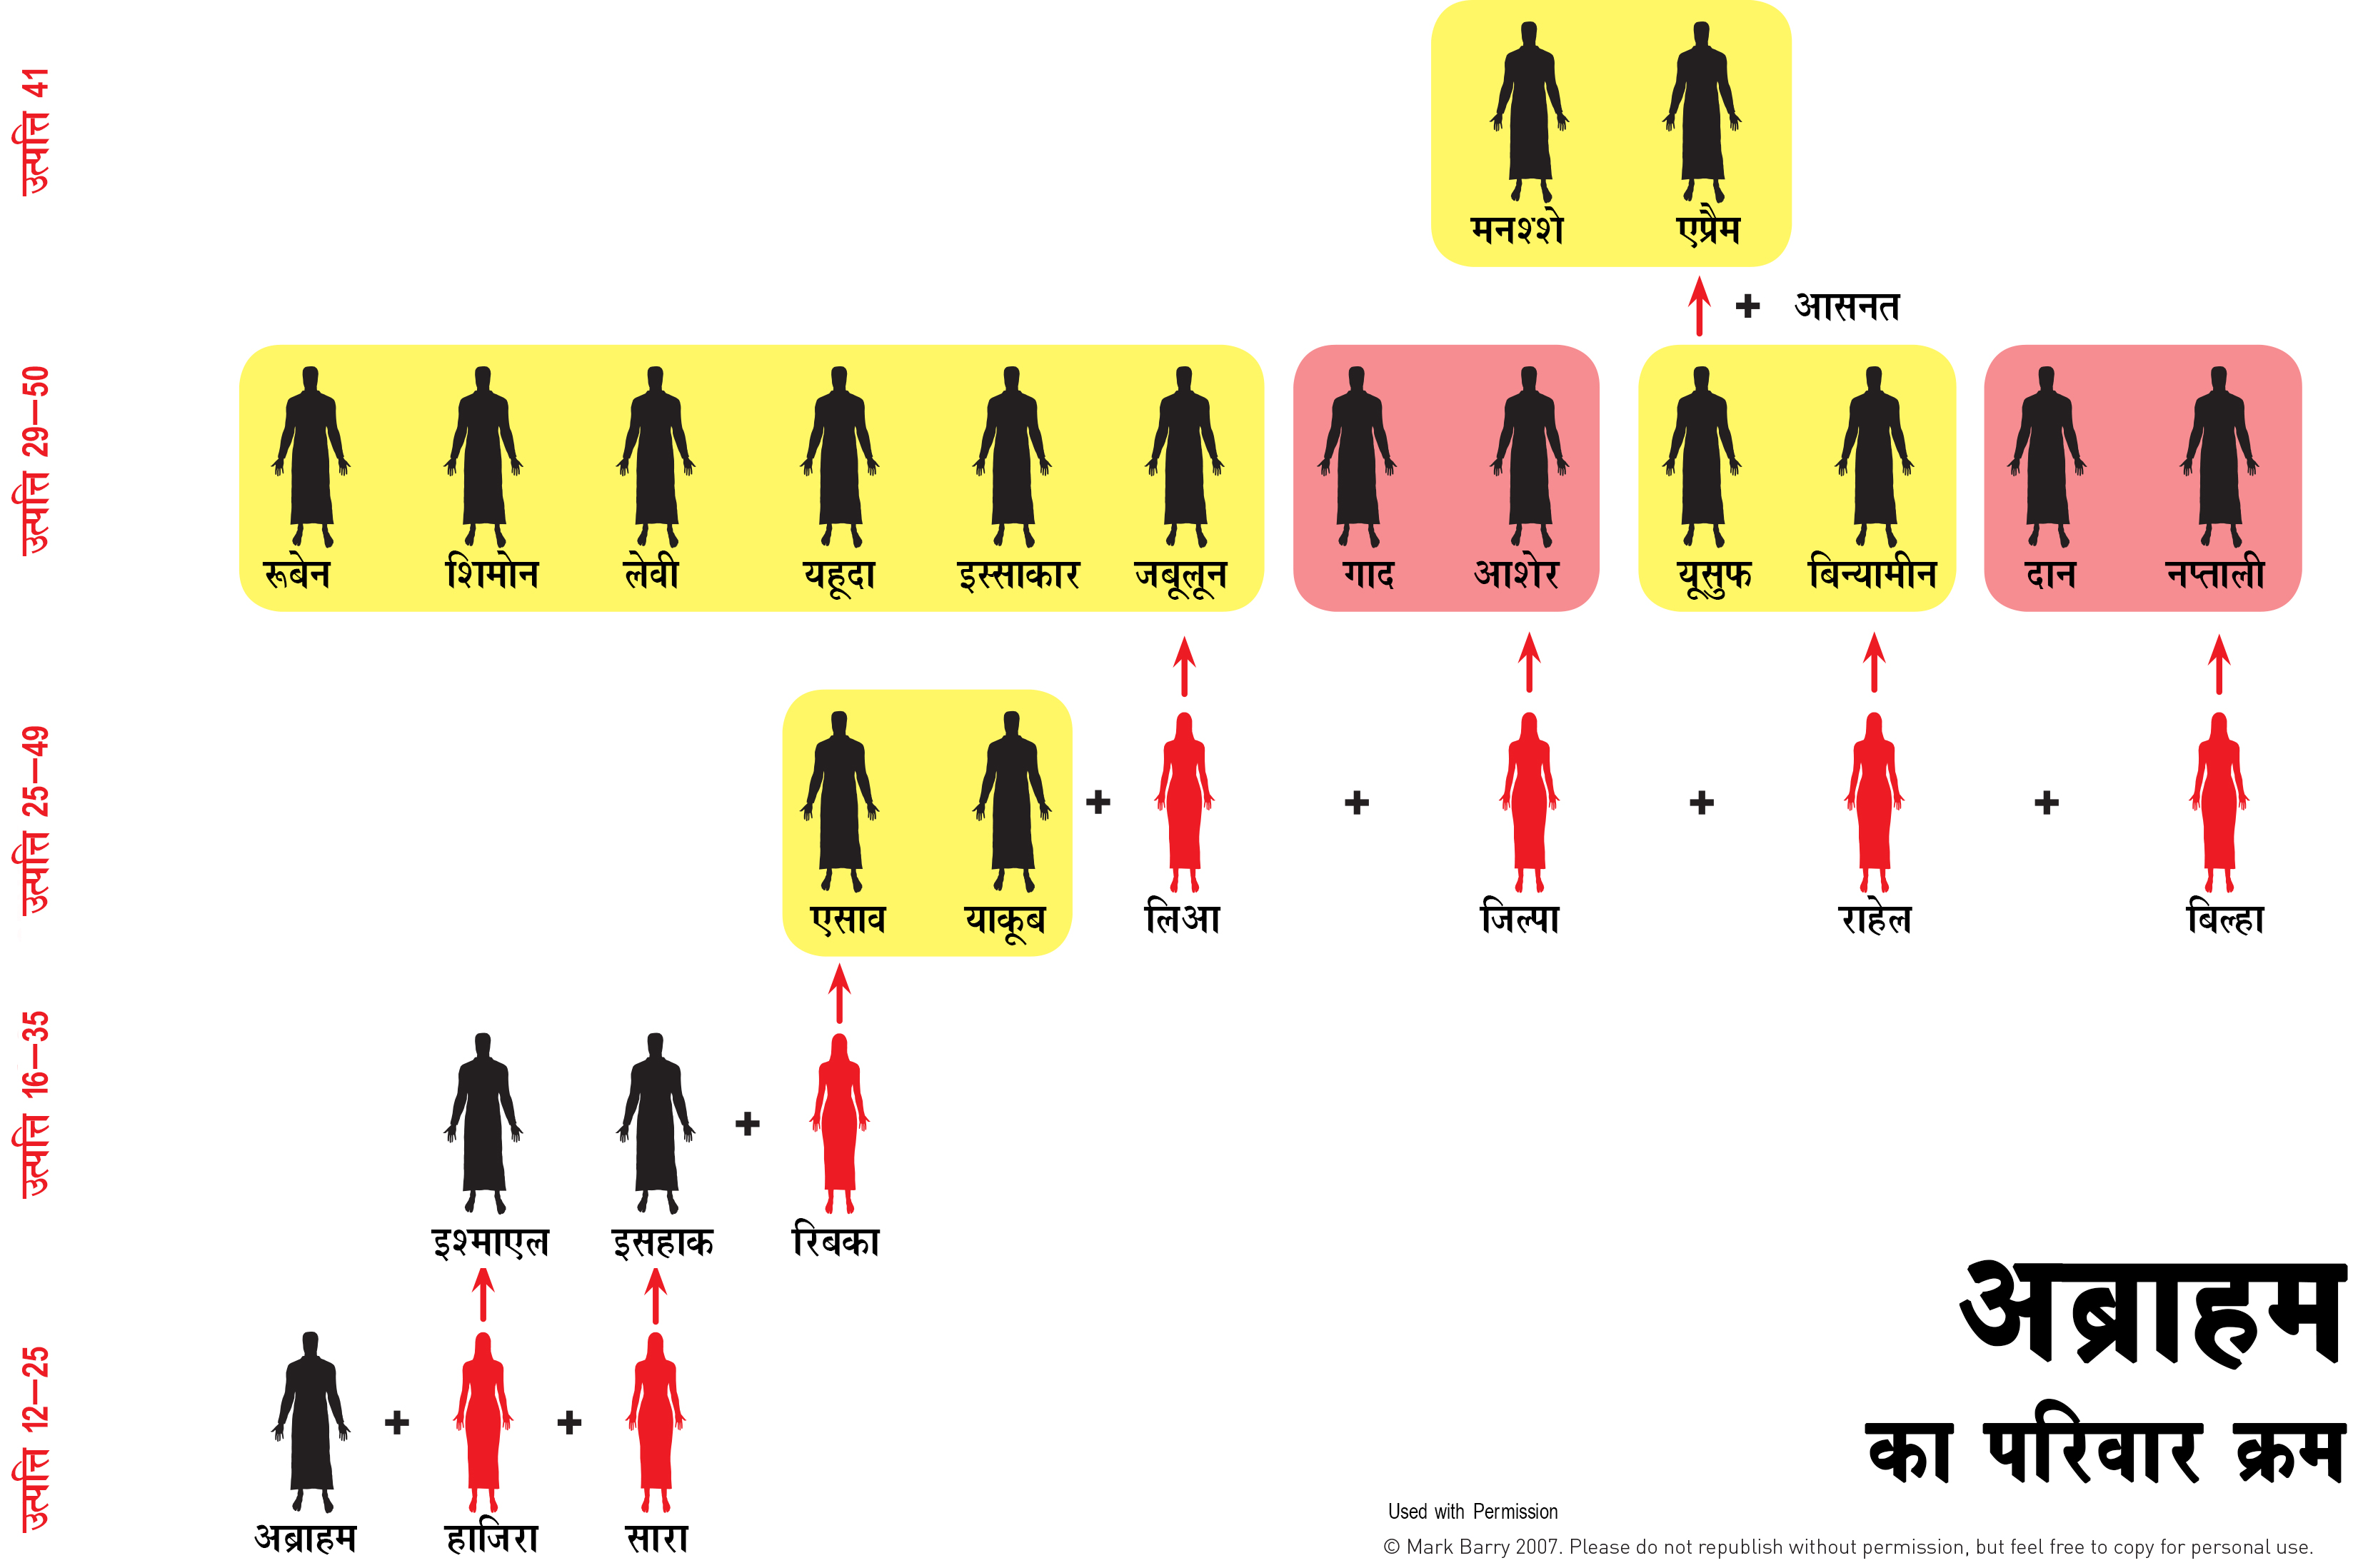 उत्पत्ति 41
मनश्शे एप्रैम
+ आसनत
उत्पत्ति 29—50
रूबेन शिमोन लेवी यहूदा इस्साकार जबूलून गाद आशेर यूसुफ बिन्यामीन दान नप्ताली
उत्पत्ति 25—49
+ + + +
एसाव याकूब लिआ जिल्पा राहेल बिल्हा
उत्पत्ति 16—35
+
इश्माएल इसहाक रिबका
उत्पत्ति 12—25
+ +
अब्राहम हाजिरा सारा
अब्राहम
का परिवार क्रम
Used with Permission
© Mark Barry 2007. Please do not republish without permission, but feel free to copy for personal use.